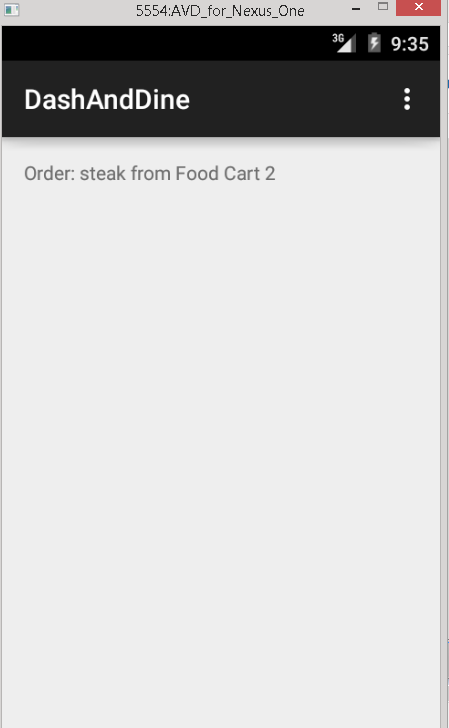 5554:AVD_for_Nexus_One
3G 9:35
DashAndDine
Order: steak from Food Cart 2